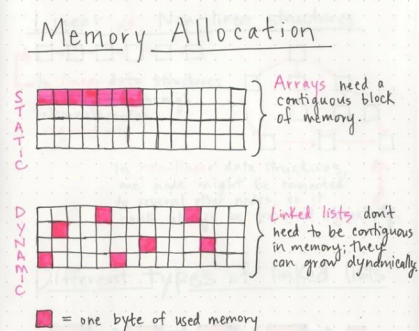 Memory Allocation
STATIC
Arrays need a
contiguous block
of memory.
DYNAMIC
Linked lists don't
need to be contiguous
in memory; they
can grow dynamically
= one byte of used memory